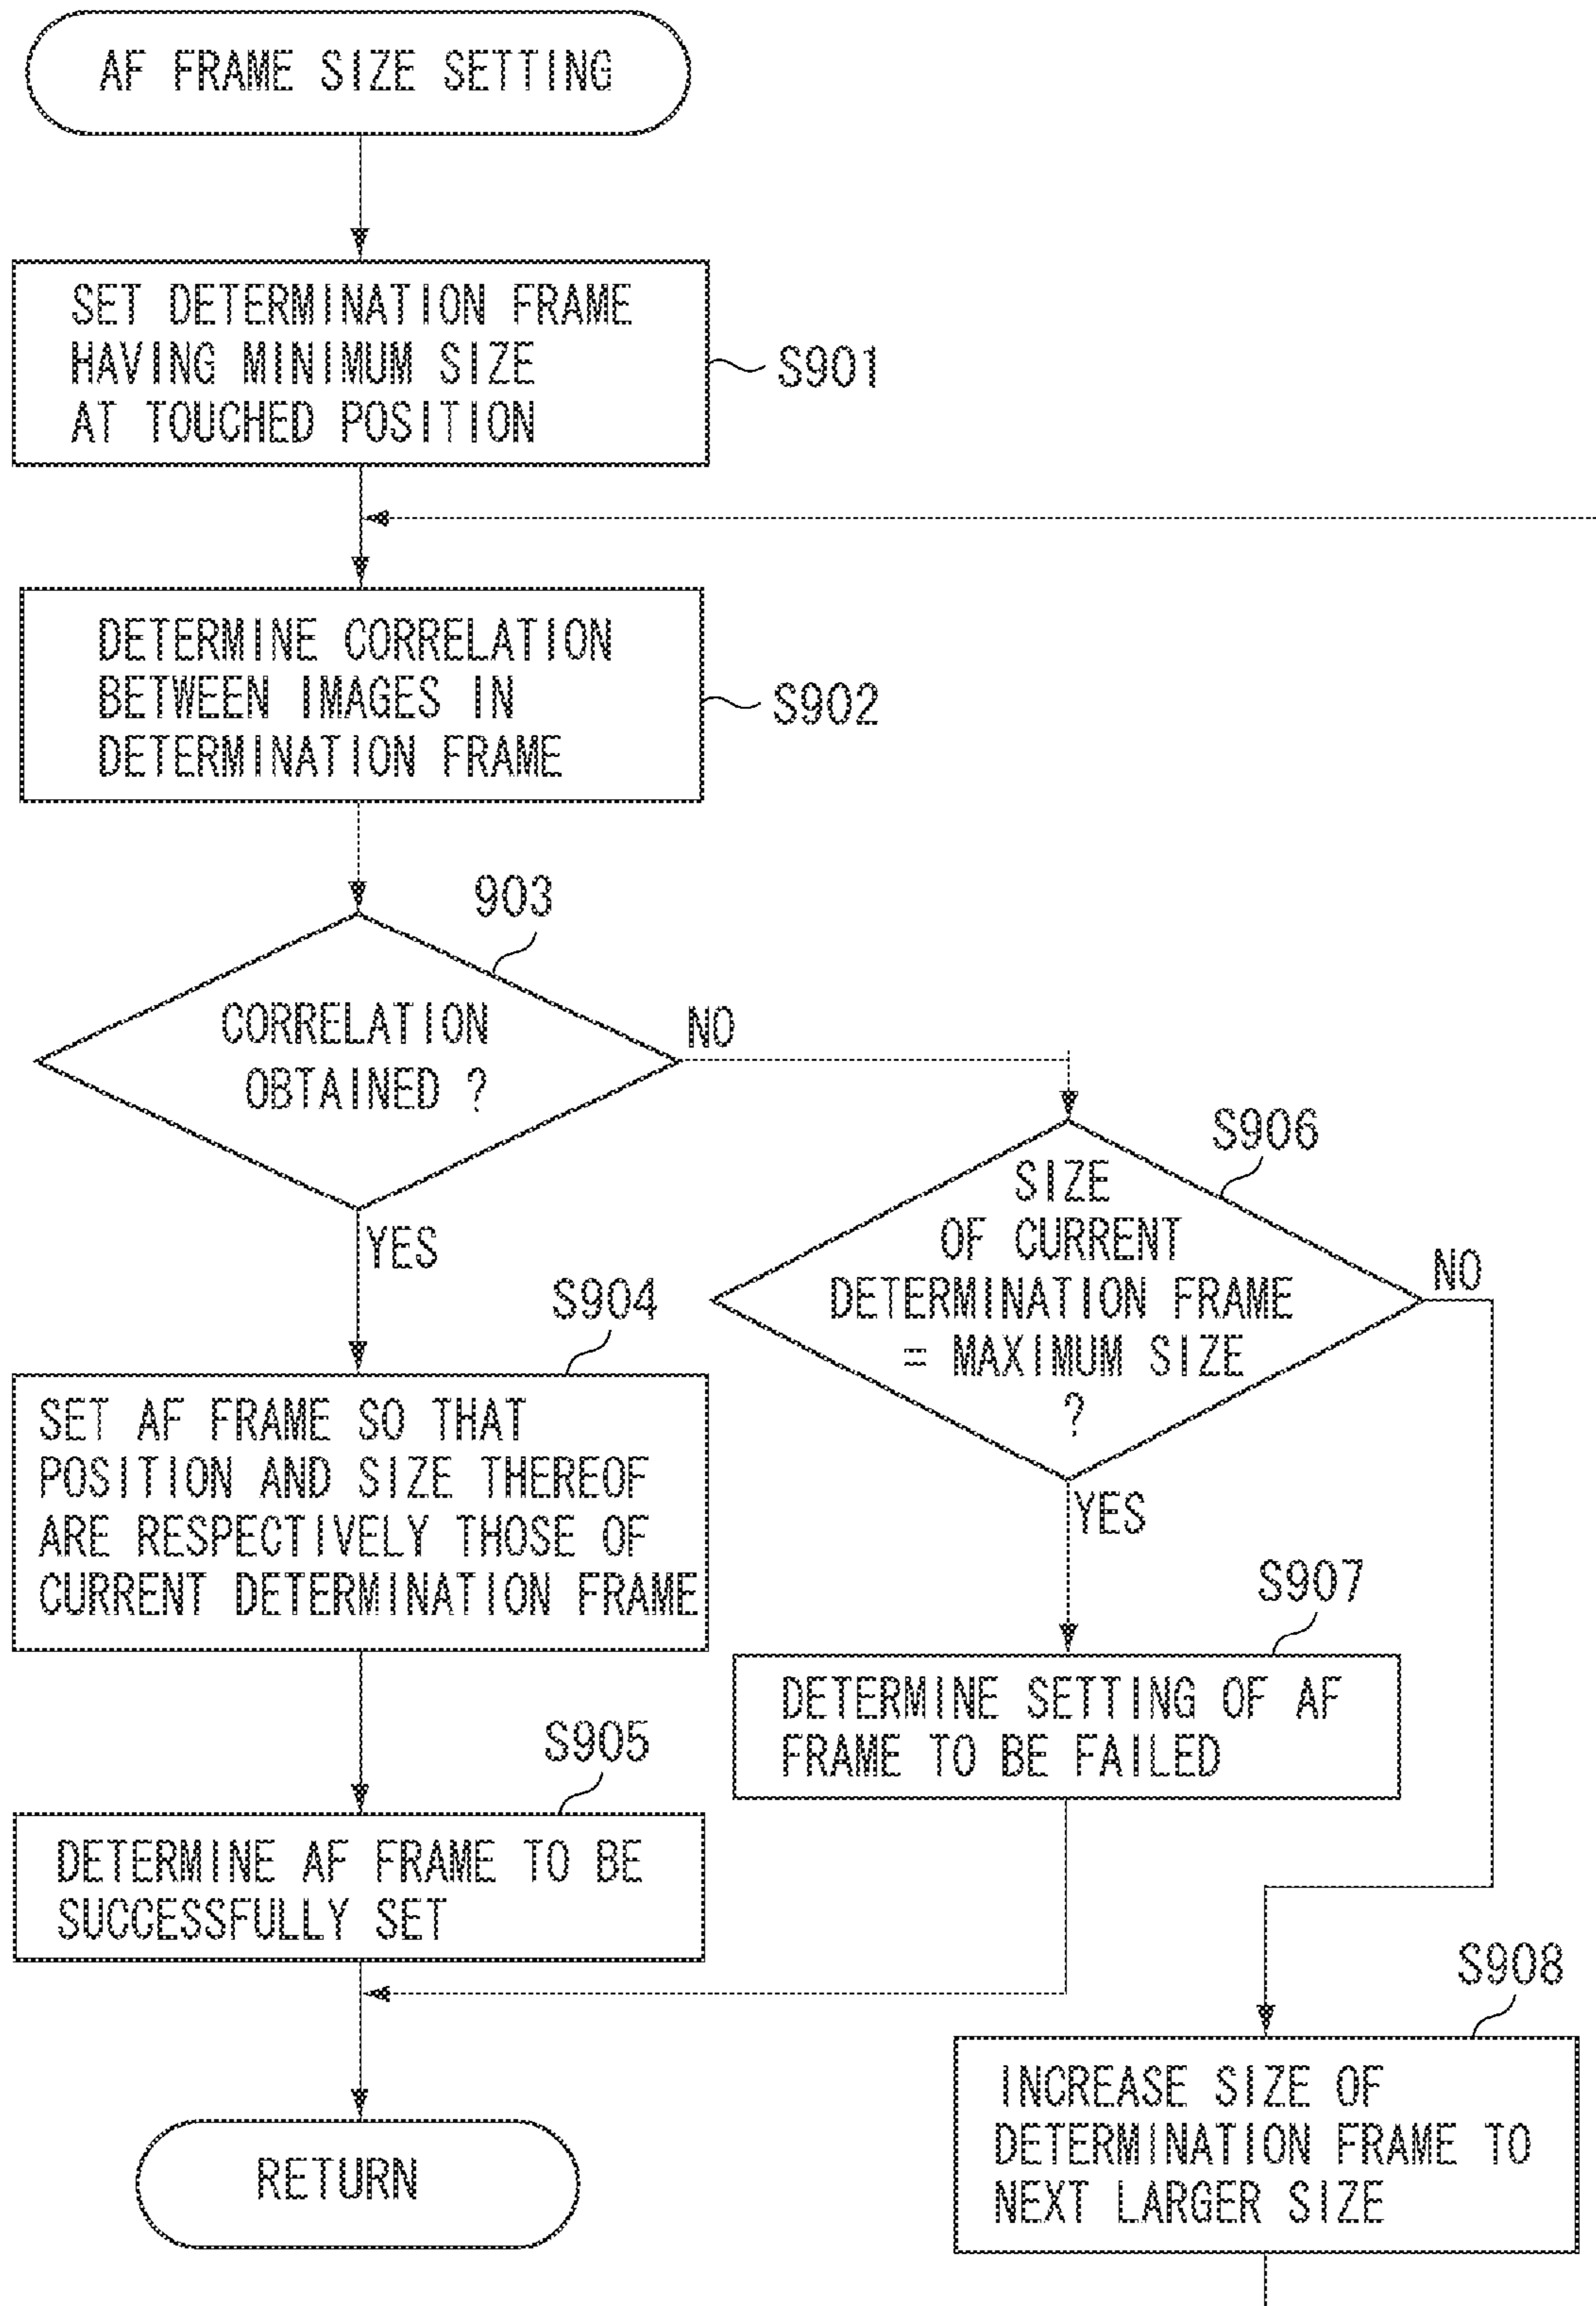 AF FRAME SIZE SETTING
SET DETERMINATION FRAME
HAVING MINIMUM SIZE
AT TOUCHED POSITION
S901
DETERMINE CORRELATION
BETWEEN IMAGES IN
DETERMINATION FRAME
S902
903
CORRELATION
OBTAINED ?
NO
YES
S906
SIZE
OF CURRENT
DETERMINATION FRAME
= MAXIMUM SIZE
?
NO
YES
S904
SET AF FRAME SO THAT
POSITION AND SIZE THEREOF
ARE RESPECTIVELY THOSE OF
CURRENT DETERMINATION FRAME
S907
DETERMINE SETTING OF AF
FRAME TO BE FAILED
S905
DETERMINE AF FRAME TO BE
SUCCESSFULLY SET
S908
INCREASE SIZE OF
DETERMINATION FRAME TO
NEXT LARGER SIZE
RETURN